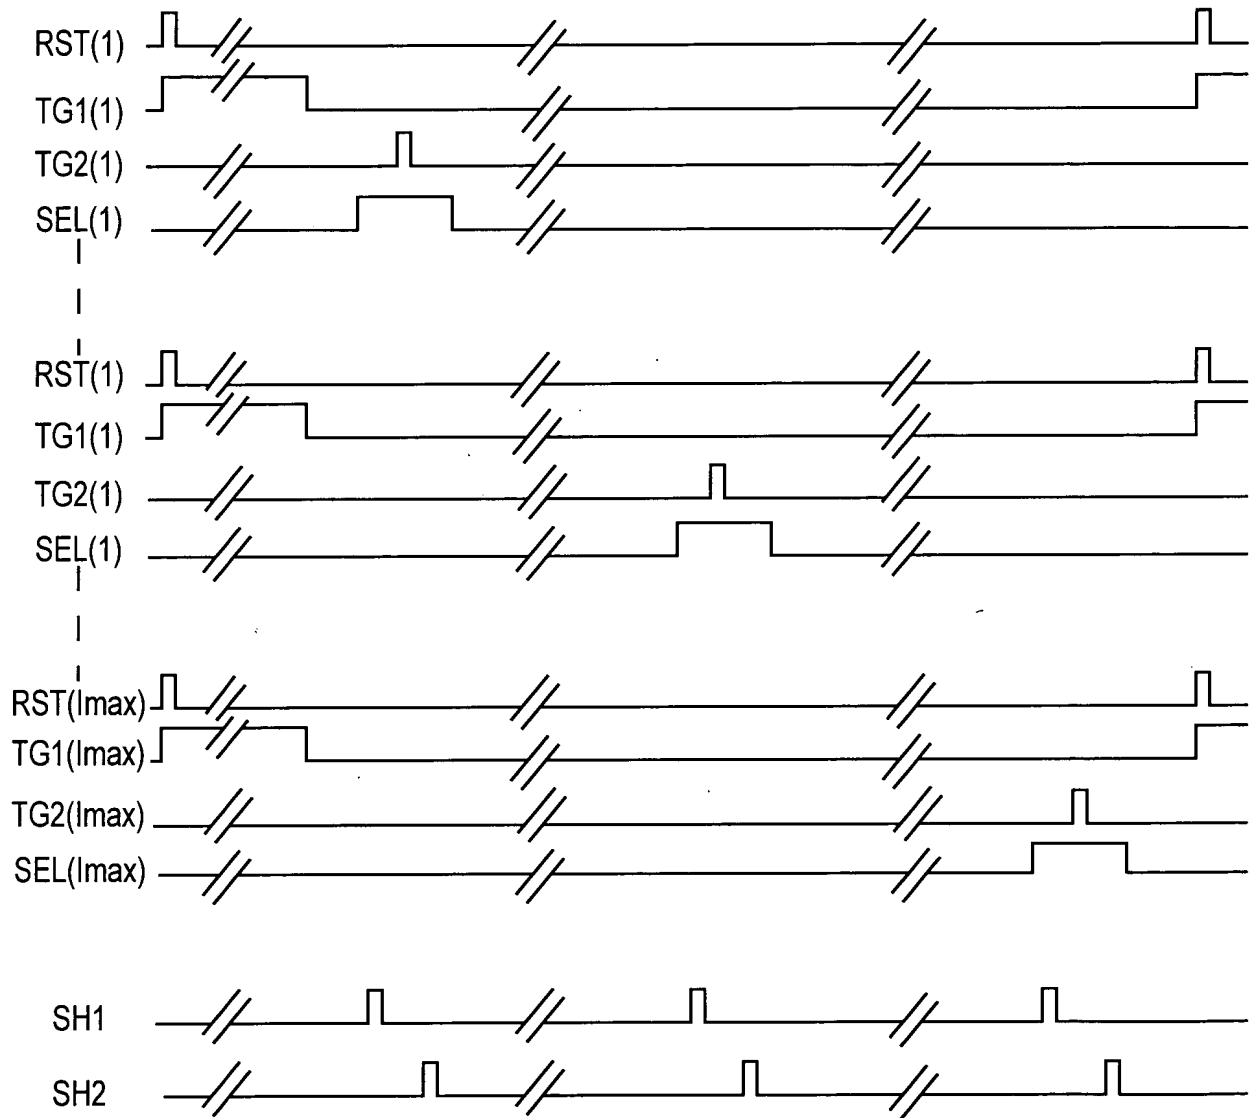 RST(1)
TG1(1)
TG2(1)
SEL(1)
RST(1)
TG1(1)
TG2(1)
SEL(1)
RST(Imax)
TG1(Imax)
TG2(Imax)
SEL(Imax)
SH1
SH2